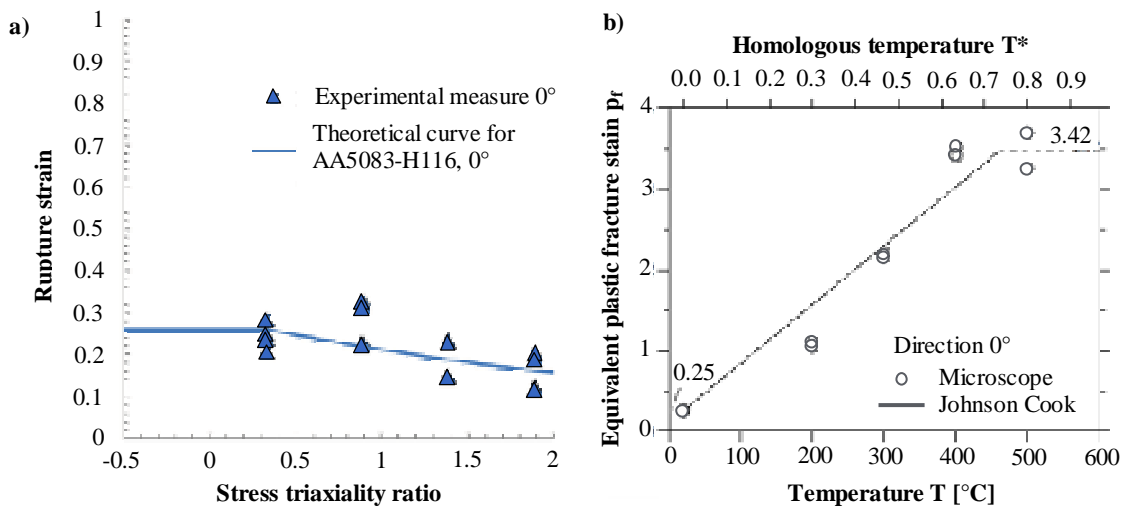 a)
1
0.9
0.8
0.7
0.6
0.5
0.4
0.3
0.2
0.1
0
Rupture strain
Experimental measure 0°
Theoretical curve for
AA5083-H116, 0°
-0.5 0 0.5 1 1.5 2
Stress triaxiality ratio
b)
Homologous temperature T*
0.0 0.1 0.2 0.3 0.4 0.5 0.6 0.7 0.8 0.9
4
3
2
1
0
Equivalent plastic fracture stain pf
3.42
0.25
Direction 0°
Microscope
Johnson Cook
0 100 200 300 400 500 600
Temperature T [°C]